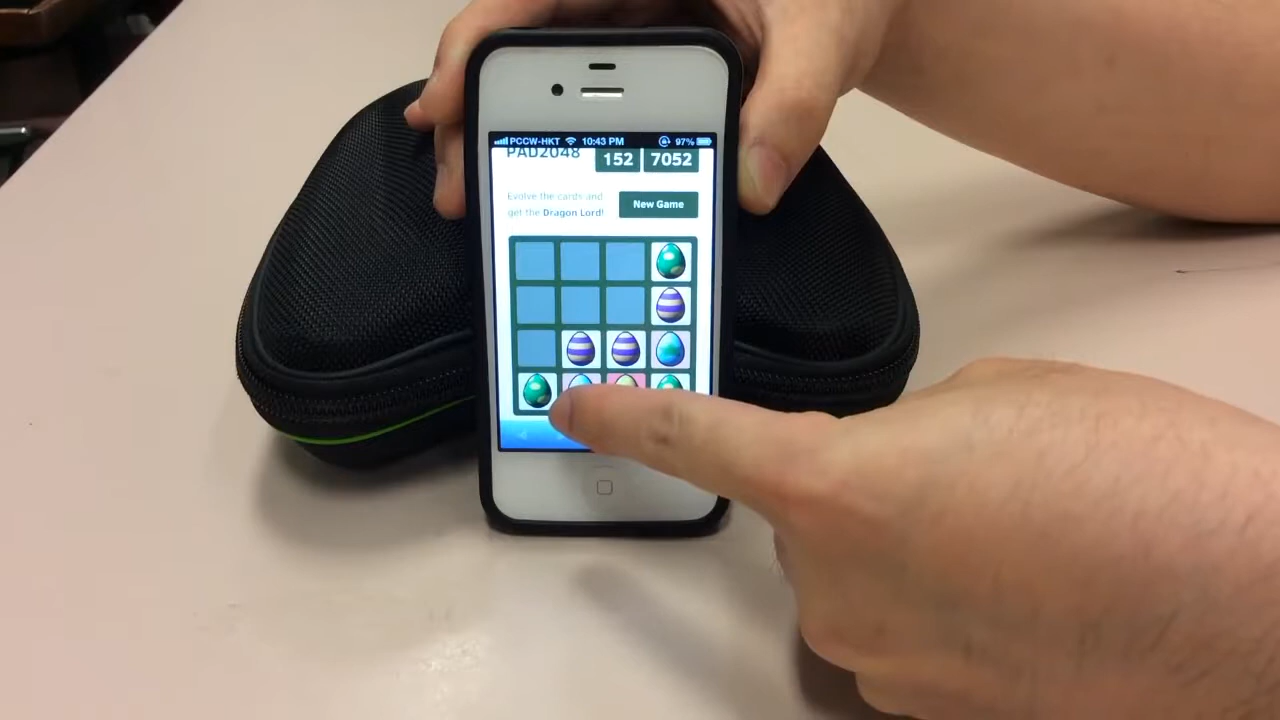 PCCW-HKT 10:43 PM 97%
PAD2048 152 7052
Evolve the cards and
get the Dragon Lord!
New Game